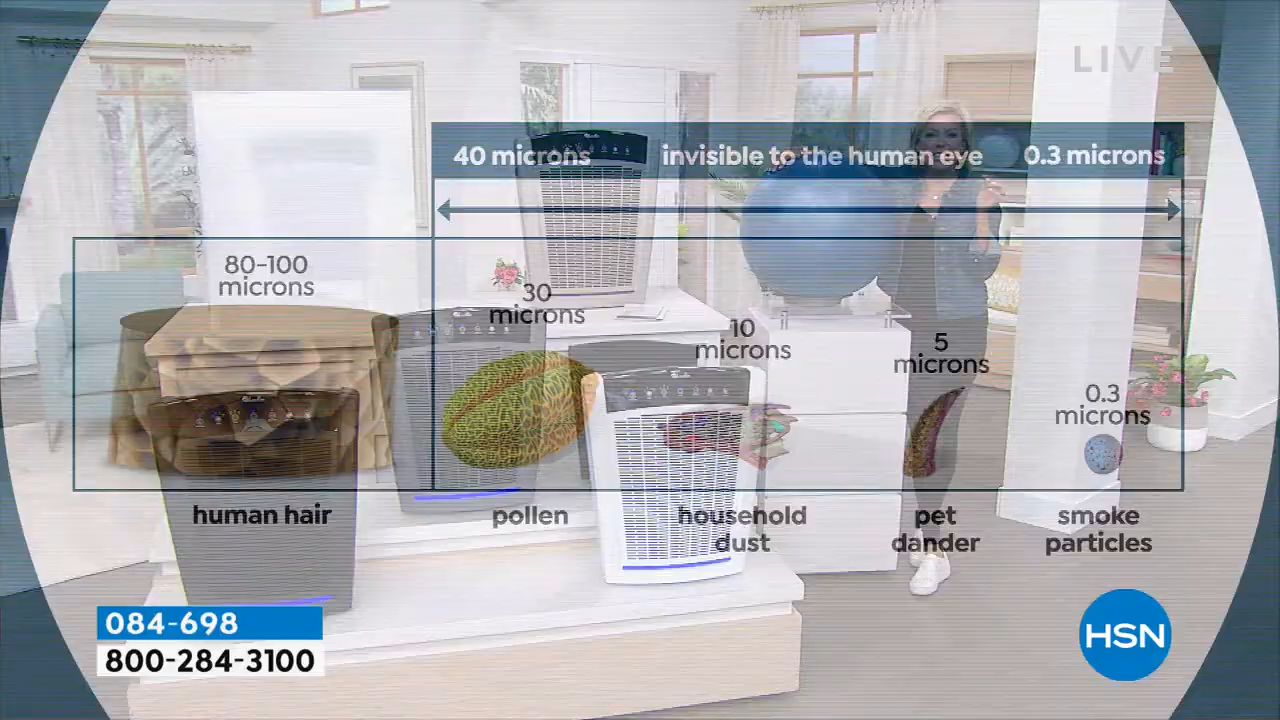 LIVE
40 microns
invisible to the human eye
0.3 microns
80-100
microns
30
microns
10
microns
5
microns
0.3
microns
human hair
pollen
household
dust
pet
dander
smoke
particles
084-698
800-284-3100
HSN